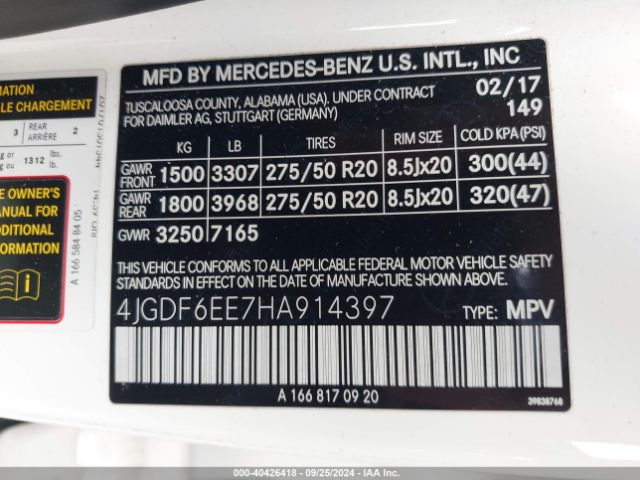 MFD BY MERCEDES-BENZ U.S. INTL., INC
TUSCALOOSA COUNTY, ALABAMA (USA). UNDER CONTRACT 02/17
FOR DAIMLER AG, STUTTGART (GERMANY) 149
KG LB TIRES RIM SIZE COLD KPA(PSI)
GAWR FRONT 1500 3307 275/50 R20 8.5Jx20 300(44)
GAWR REAR 1800 3968 275/50 R20 8.5Jx20 320(47)
GVWR 3250 7165
THIS VEHICLE CONFORMS TO ALL APPLICABLE FEDERAL MOTOR VEHICLE SAFETY
STANDARDS IN EFFECT ON THE DATE OF MANUFACTURE SHOWN ABOVE.
4JGDF6EE7HA914397 TYPE: MPV
A 166 817 09 20
39838768
MATION
LE CHARGEMENT
3 REAR ARRIÈRE 2
g or
g ou 1312 lbs.
lb.
E OWNER'S
ANUAL FOR
DDITIONAL
FORMATION
A 166 584 84 05
000-40426418 - 09/25/2024 - IAA Inc.